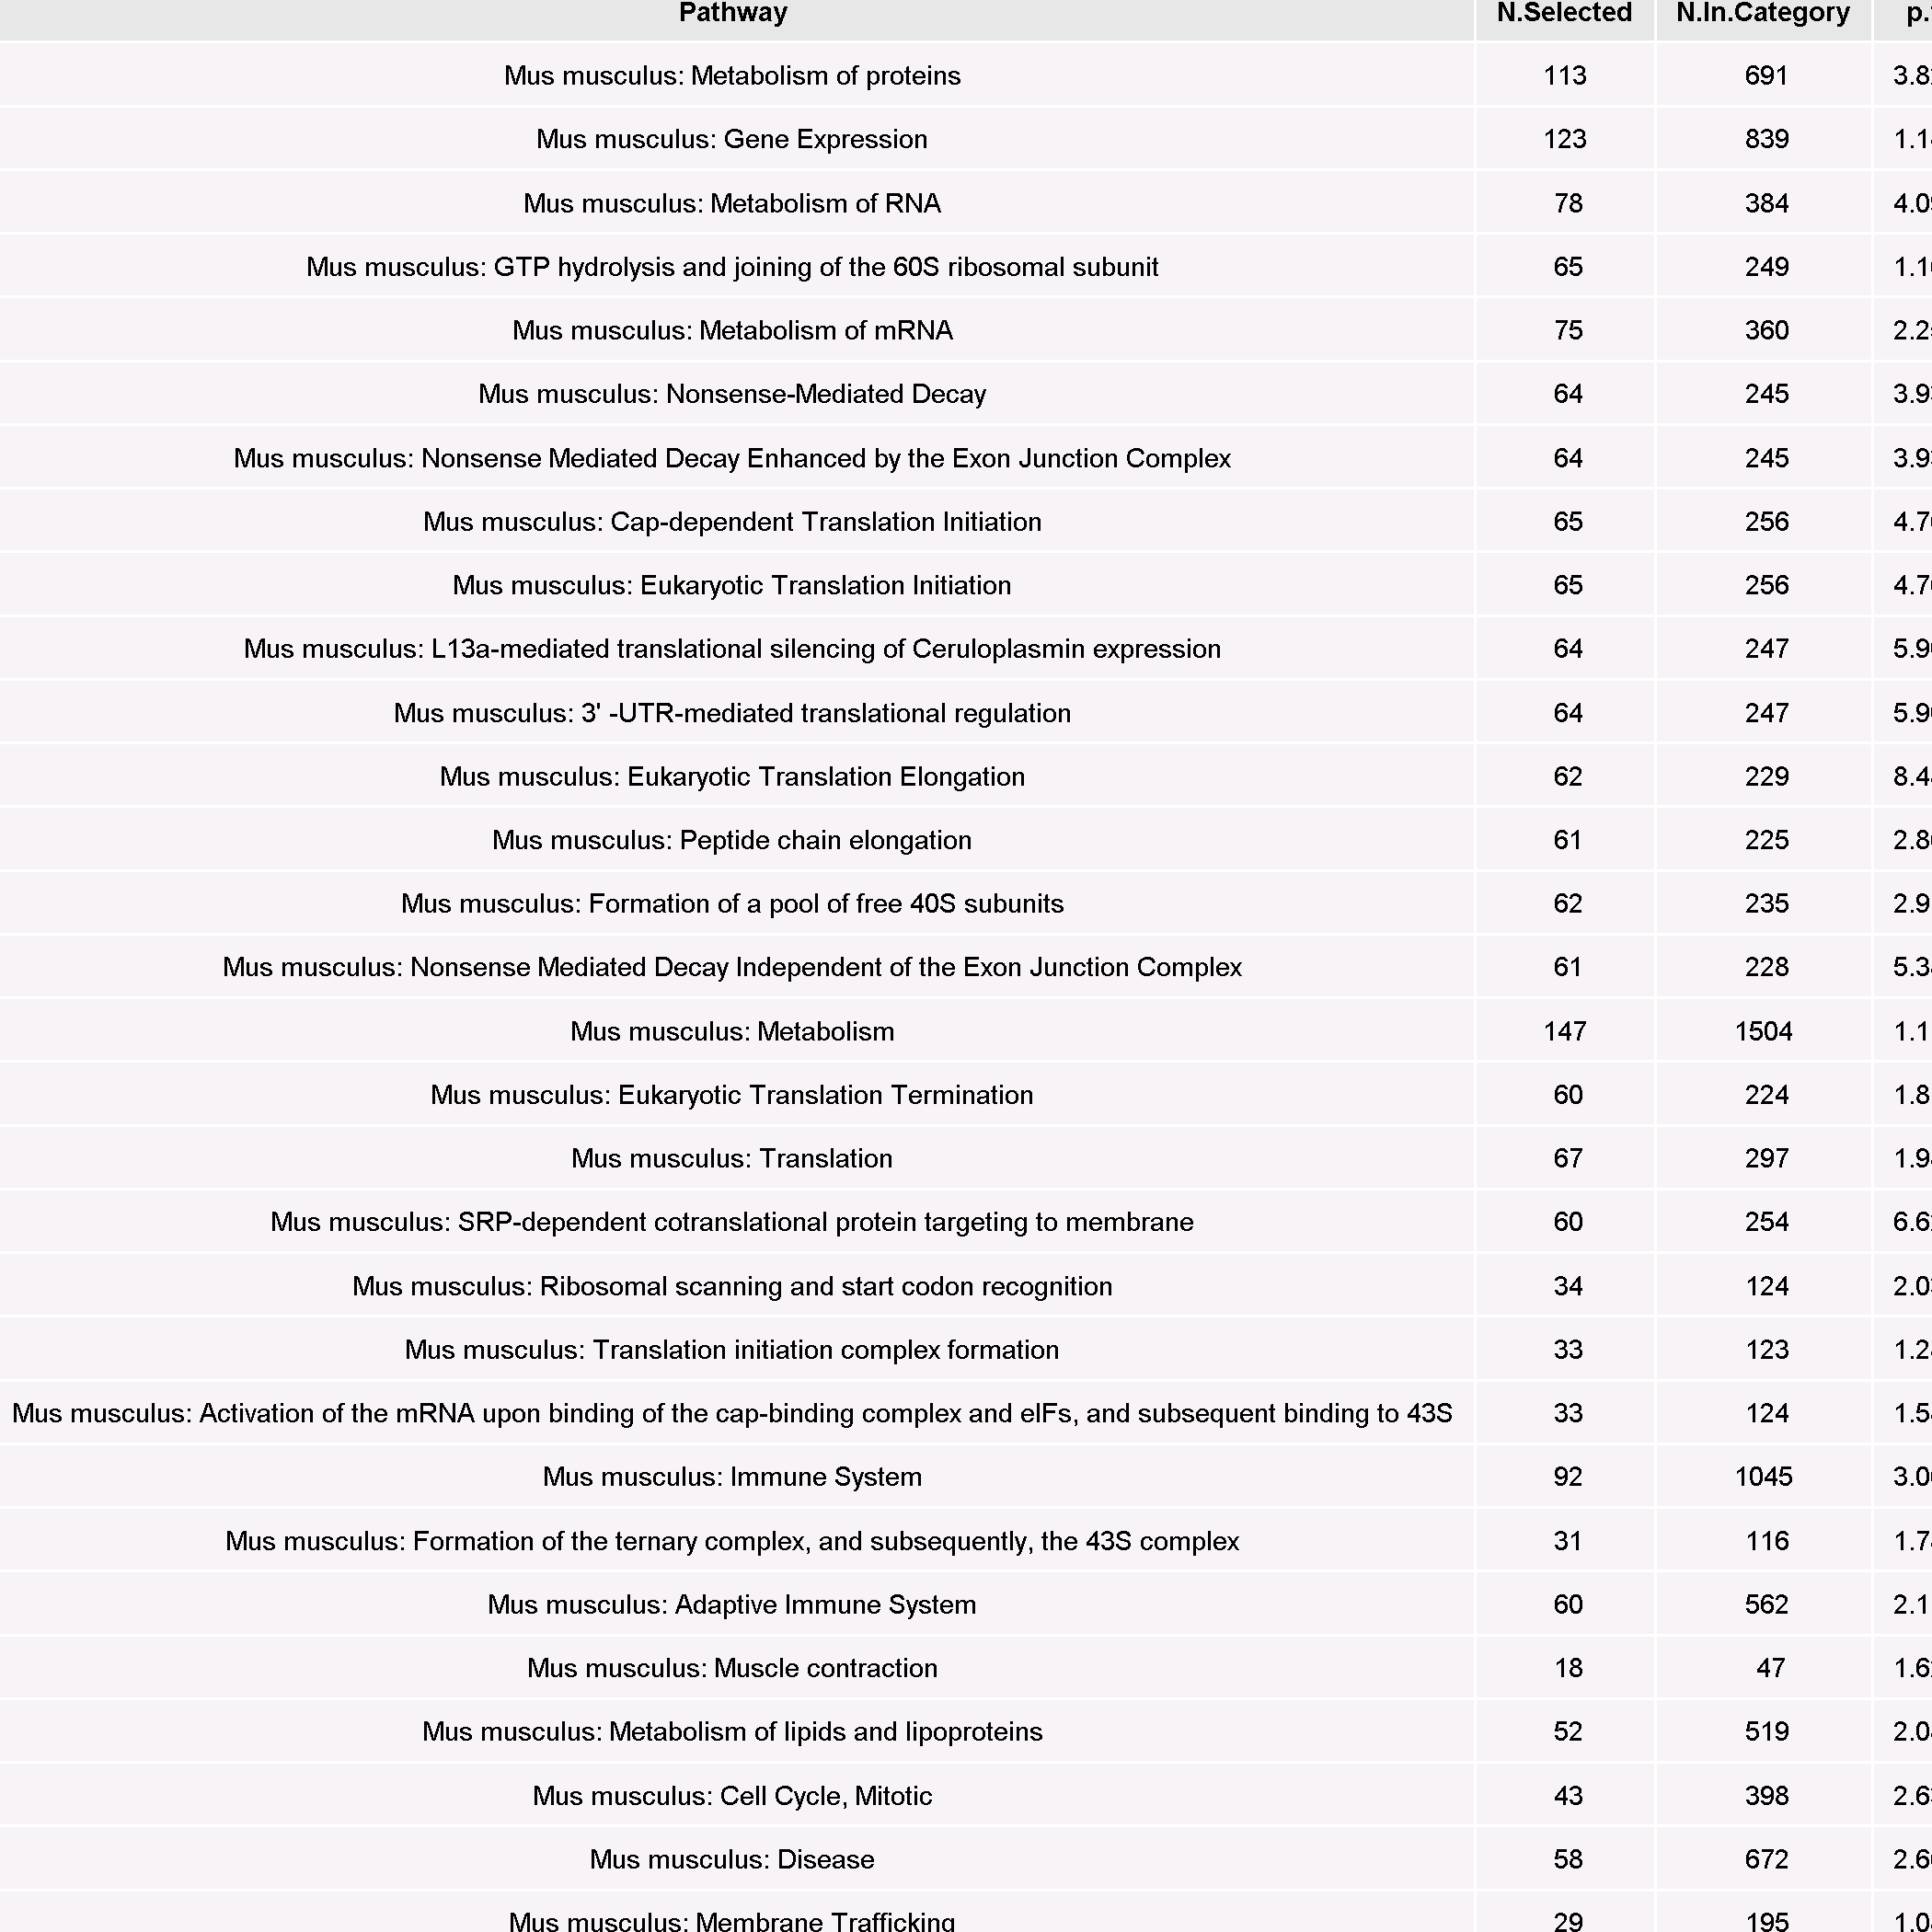 Pathway N.Selected N.In.Category p.
Mus musculus: Metabolism of proteins 113 691 3.8
Mus musculus: Gene Expression 123 839 1.1
Mus musculus: Metabolism of RNA 78 384 4.0
Mus musculus: GTP hydrolysis and joining of the 60S ribosomal subunit 65 249 1.1
Mus musculus: Metabolism of mRNA 75 360 2.2
Mus musculus: Nonsense-Mediated Decay 64 245 3.9
Mus musculus: Nonsense Mediated Decay Enhanced by the Exon Junction Complex 64 245 3.9
Mus musculus: Cap-dependent Translation Initiation 65 256 4.7
Mus musculus: Eukaryotic Translation Initiation 65 256 4.7
Mus musculus: L13a-mediated translational silencing of Ceruloplasmin expression 64 247 5.9
Mus musculus: 3' -UTR-mediated translational regulation 64 247 5.9
Mus musculus: Eukaryotic Translation Elongation 62 229 8.4
Mus musculus: Peptide chain elongation 61 225 2.8
Mus musculus: Formation of a pool of free 40S subunits 62 235 2.9
Mus musculus: Nonsense Mediated Decay Independent of the Exon Junction Complex 61 228 5.3
Mus musculus: Metabolism 147 1504 1.1
Mus musculus: Eukaryotic Translation Termination 60 224 1.8
Mus musculus: Translation 67 297 1.9
Mus musculus: SRP-dependent cotranslational protein targeting to membrane 60 254 6.6
Mus musculus: Ribosomal scanning and start codon recognition 34 124 2.0
Mus musculus: Translation initiation complex formation 33 123 1.2
Mus musculus: Activation of the mRNA upon binding of the cap-binding complex and eIFs, and subsequent binding to 43S 33 124 1.5
Mus musculus: Immune System 92 1045 3.0
Mus musculus: Formation of the ternary complex, and subsequently, the 43S complex 31 116 1.7
Mus musculus: Adaptive Immune System 60 562 2.1
Mus musculus: Muscle contraction 18 47 1.6
Mus musculus: Metabolism of lipids and lipoproteins 52 519 2.0
Mus musculus: Cell Cycle, Mitotic 43 398 2.6
Mus musculus: Disease 58 672 2.6
Mus musculus: Membrane Trafficking 29 195 1.0